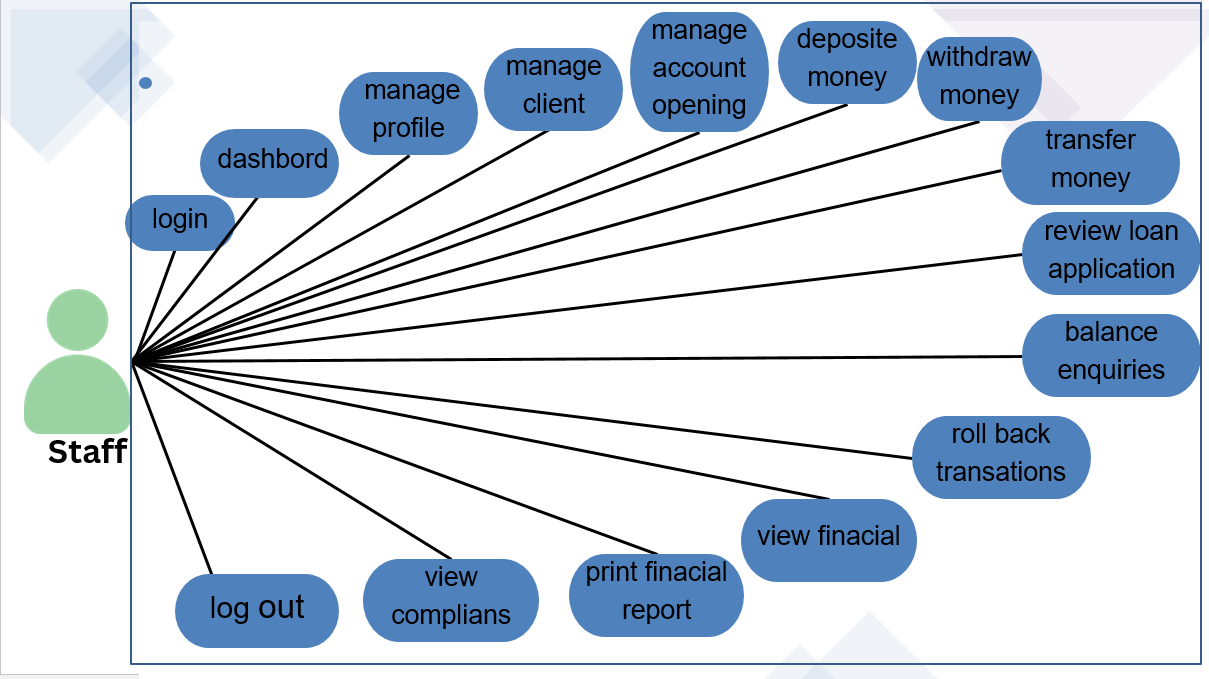 login
dashbord
manage
profile
manage
client
manage
account
opening
deposite
money
withdraw
money
transfer
money
review loan
application
balance
enquiries
roll back
transations
view finacial
print finacial
report
view
complians
log out
Staff